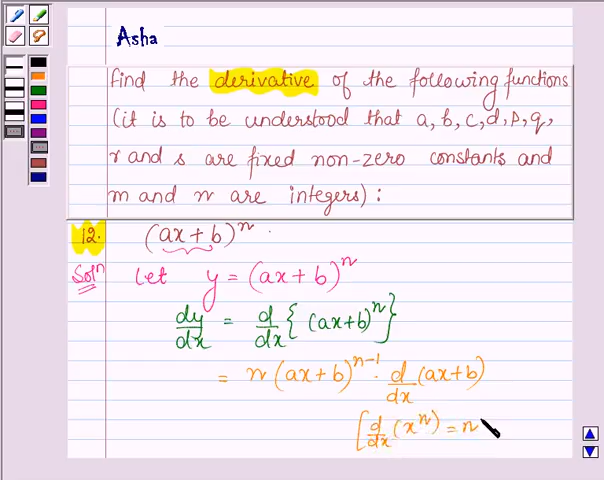 Asha
find the derivative of the following functions
(it is to be understood that a, b, c, d, p, q,
r and s are fixed non-zero constants and
m and n are integers) :
12. (ax + b)^n .
Soln Let y = (ax + b)^n
dy/dx = d/dx { (ax+b)^n }
= n (ax + b)^{n-1} . d/dx (ax + b)
[ d/dx (x^n) = n